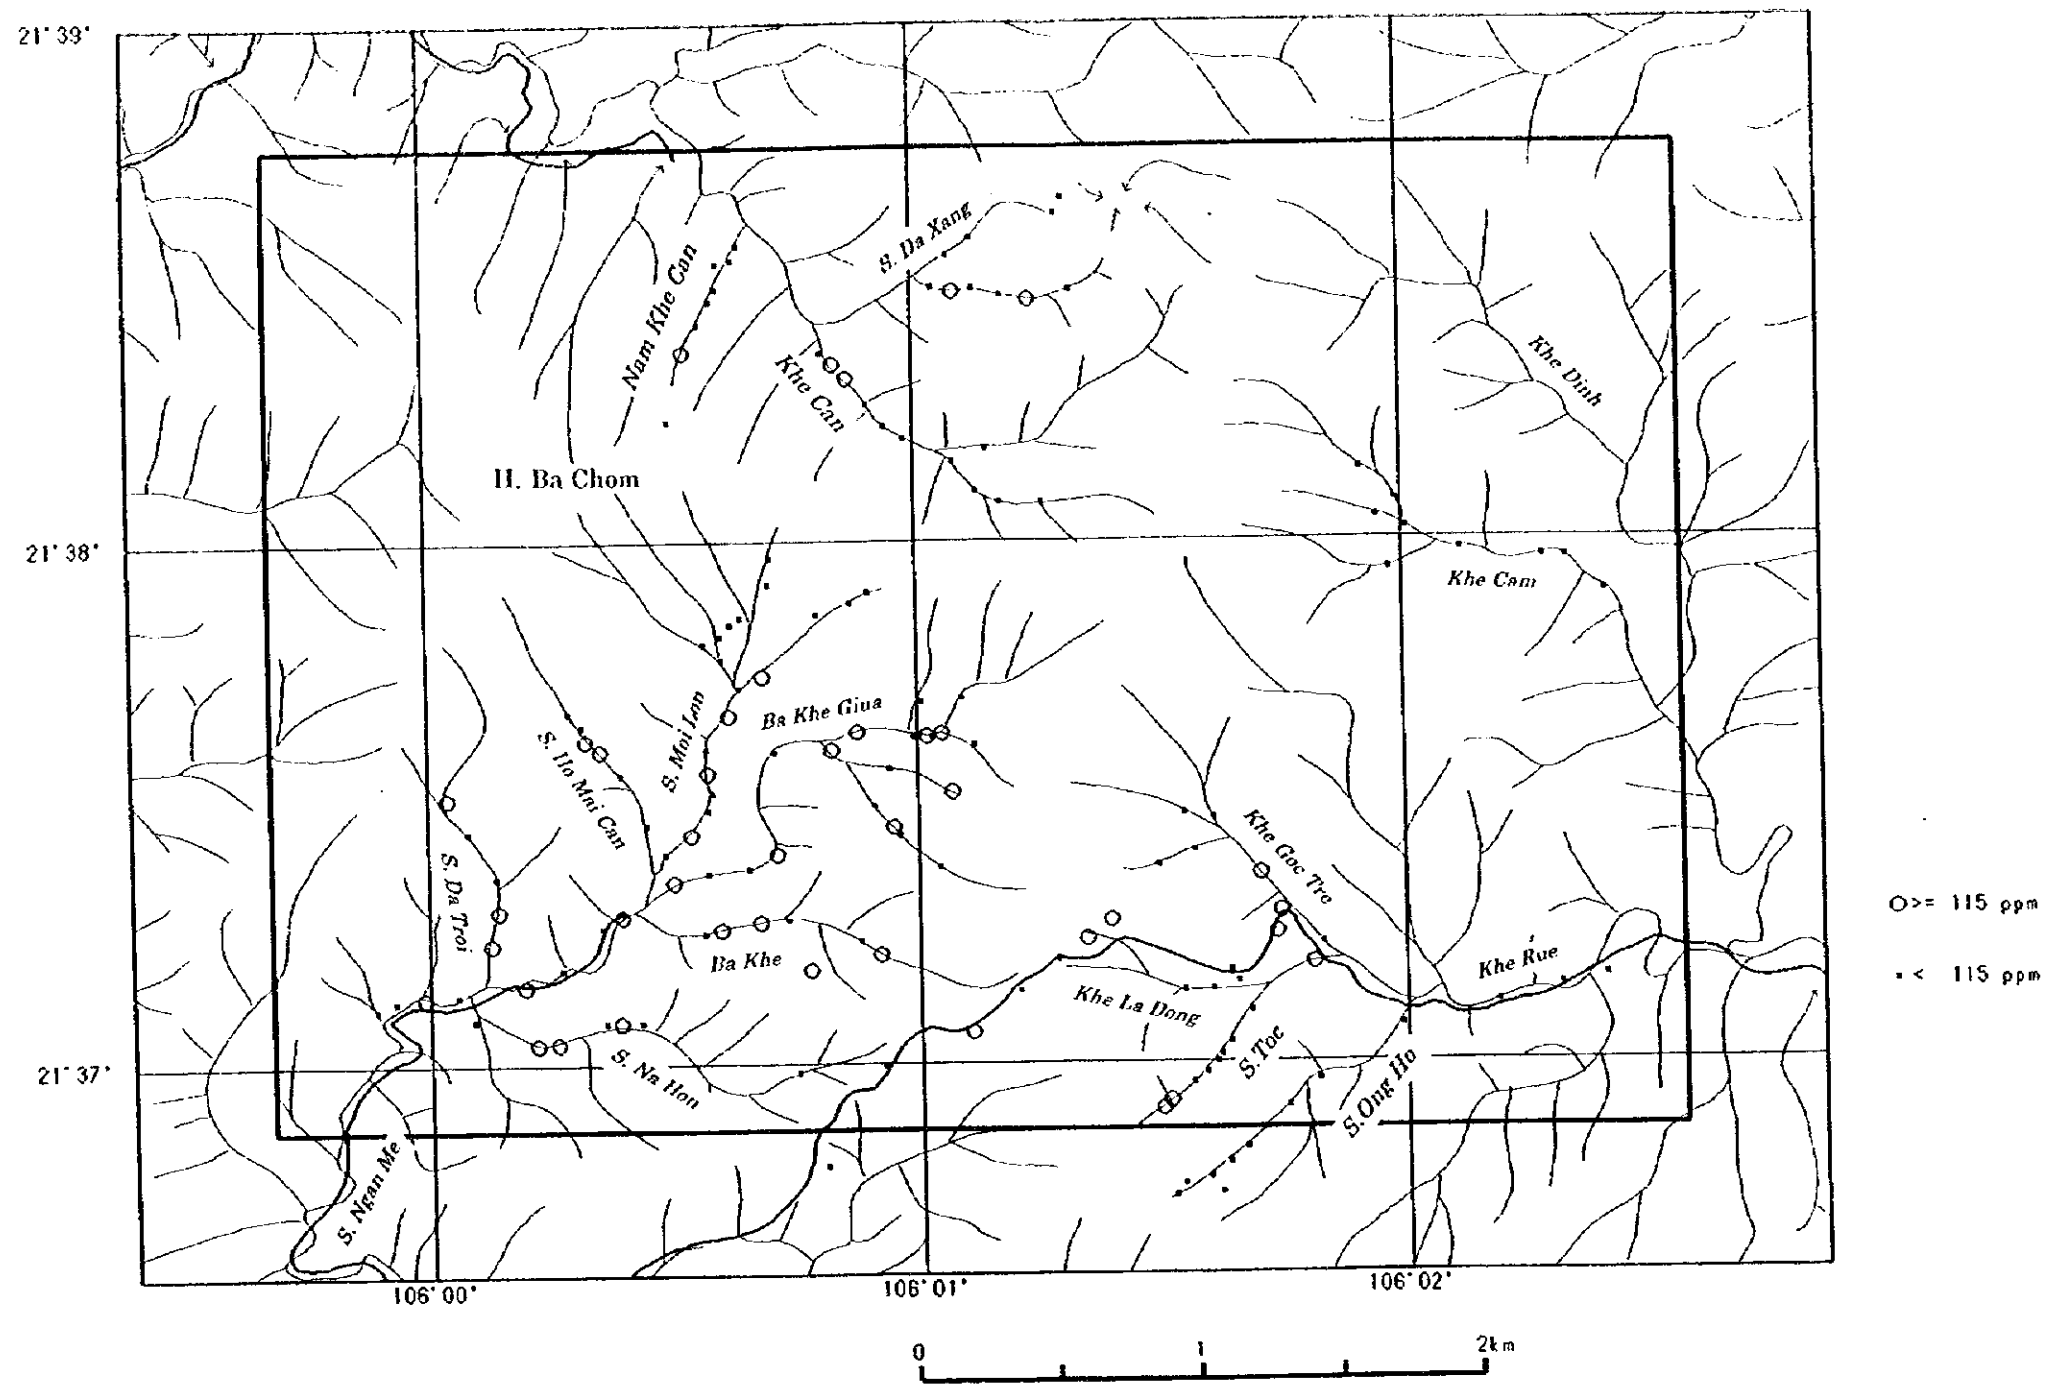 21°39'
S. Da Xang
Nam Khe Can
Khe Can
Khe Dinh
II. Ba Chom
21°38'
Khe Cam
Ba Khe Giua
S. Moi Lan
S. Ho Mai Can
Khe Goc Tre
S. Da Troi
○>= 115 ppm
Ba Khe
Khe Rue
▪< 115 ppm
Khe La Dong
S. Toc
S. Na Hon
21°37'
S. Ong Ho
S. Ngan Me
106°00'
106°01'
106°02'
0 1 2km